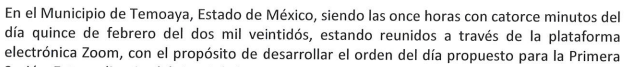 En el Municipio de Temoaya, Estado de México, siendo las once horas con catorce minutos del
día quince de febrero del dos mil veintidós, estando reunidos a través de la plataforma
electrónica Zoom, con el propósito de desarrollar el orden del día propuesto para la Primera